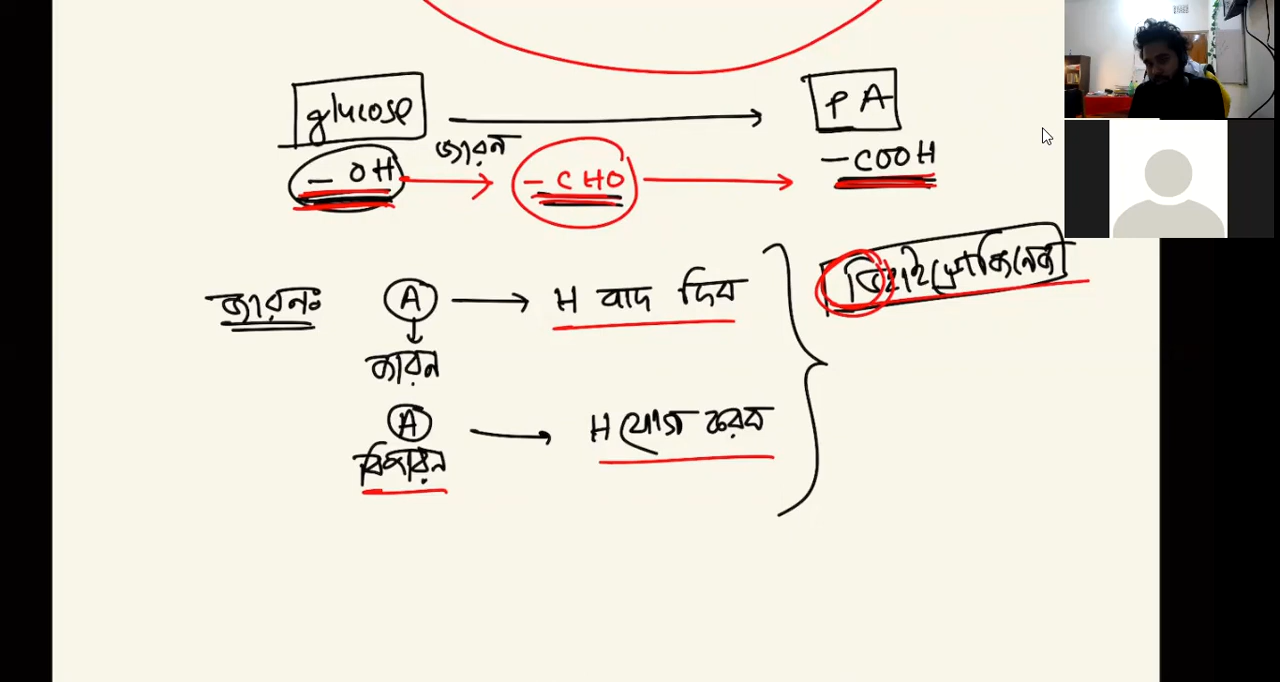 glucose → PA
জারন
- OH → - CHO → - COOH
ডিহাইড্রোজিনেজ
জারনঃ A → H বাদ দিব
↓
জারন
A → H যোগ করব
বিজারন